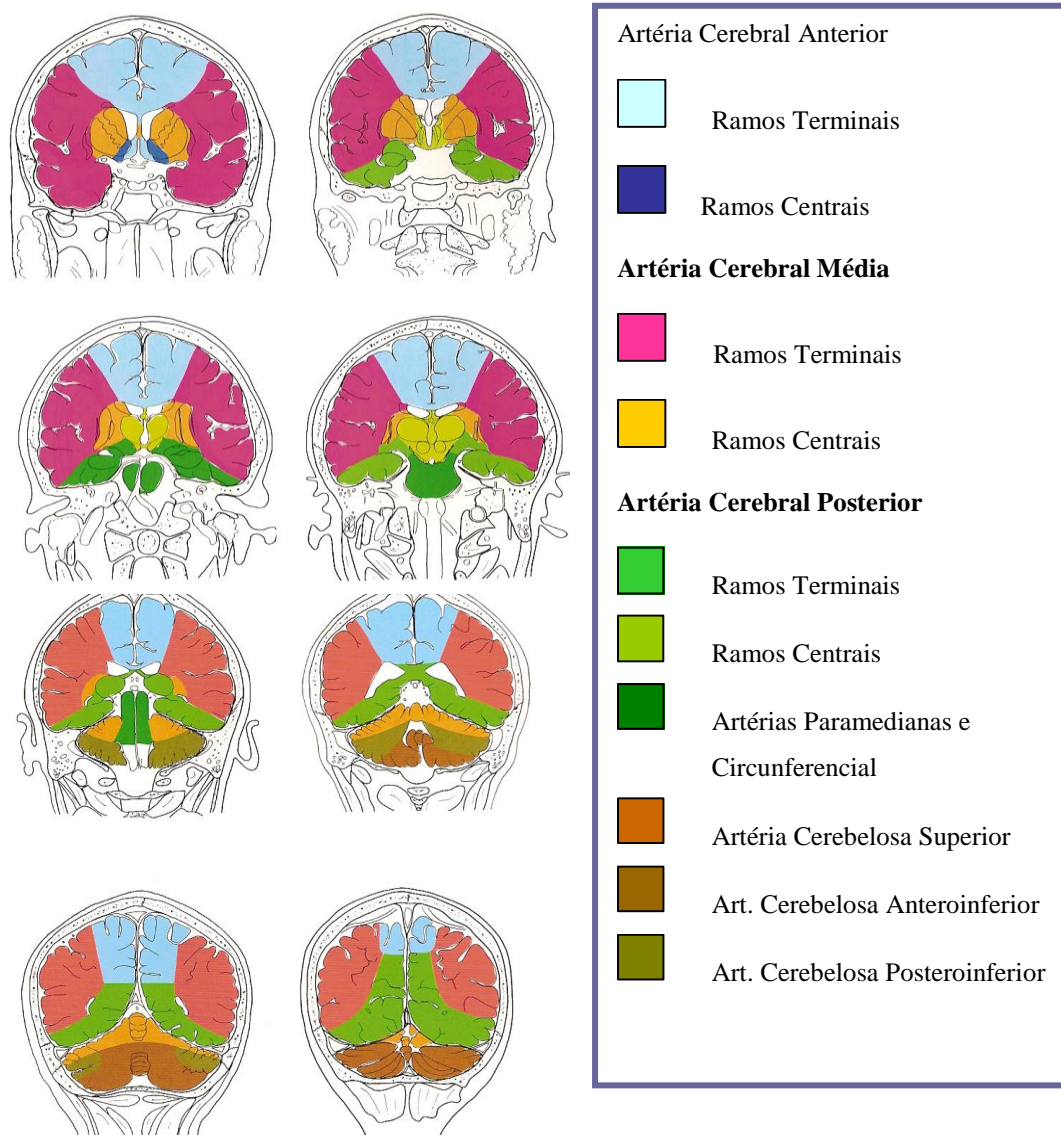 Artéria Cerebral Anterior
Ramos Terminais
Ramos Centrais
Artéria Cerebral Média
Ramos Terminais
Ramos Centrais
Artéria Cerebral Posterior
Ramos Terminais
Ramos Centrais
Artérias Paramedianas e
Circunferencial
Artéria Cerebelosa Superior
Art. Cerebelosa Anteroinferior
Art. Cerebelosa Posteroinferior